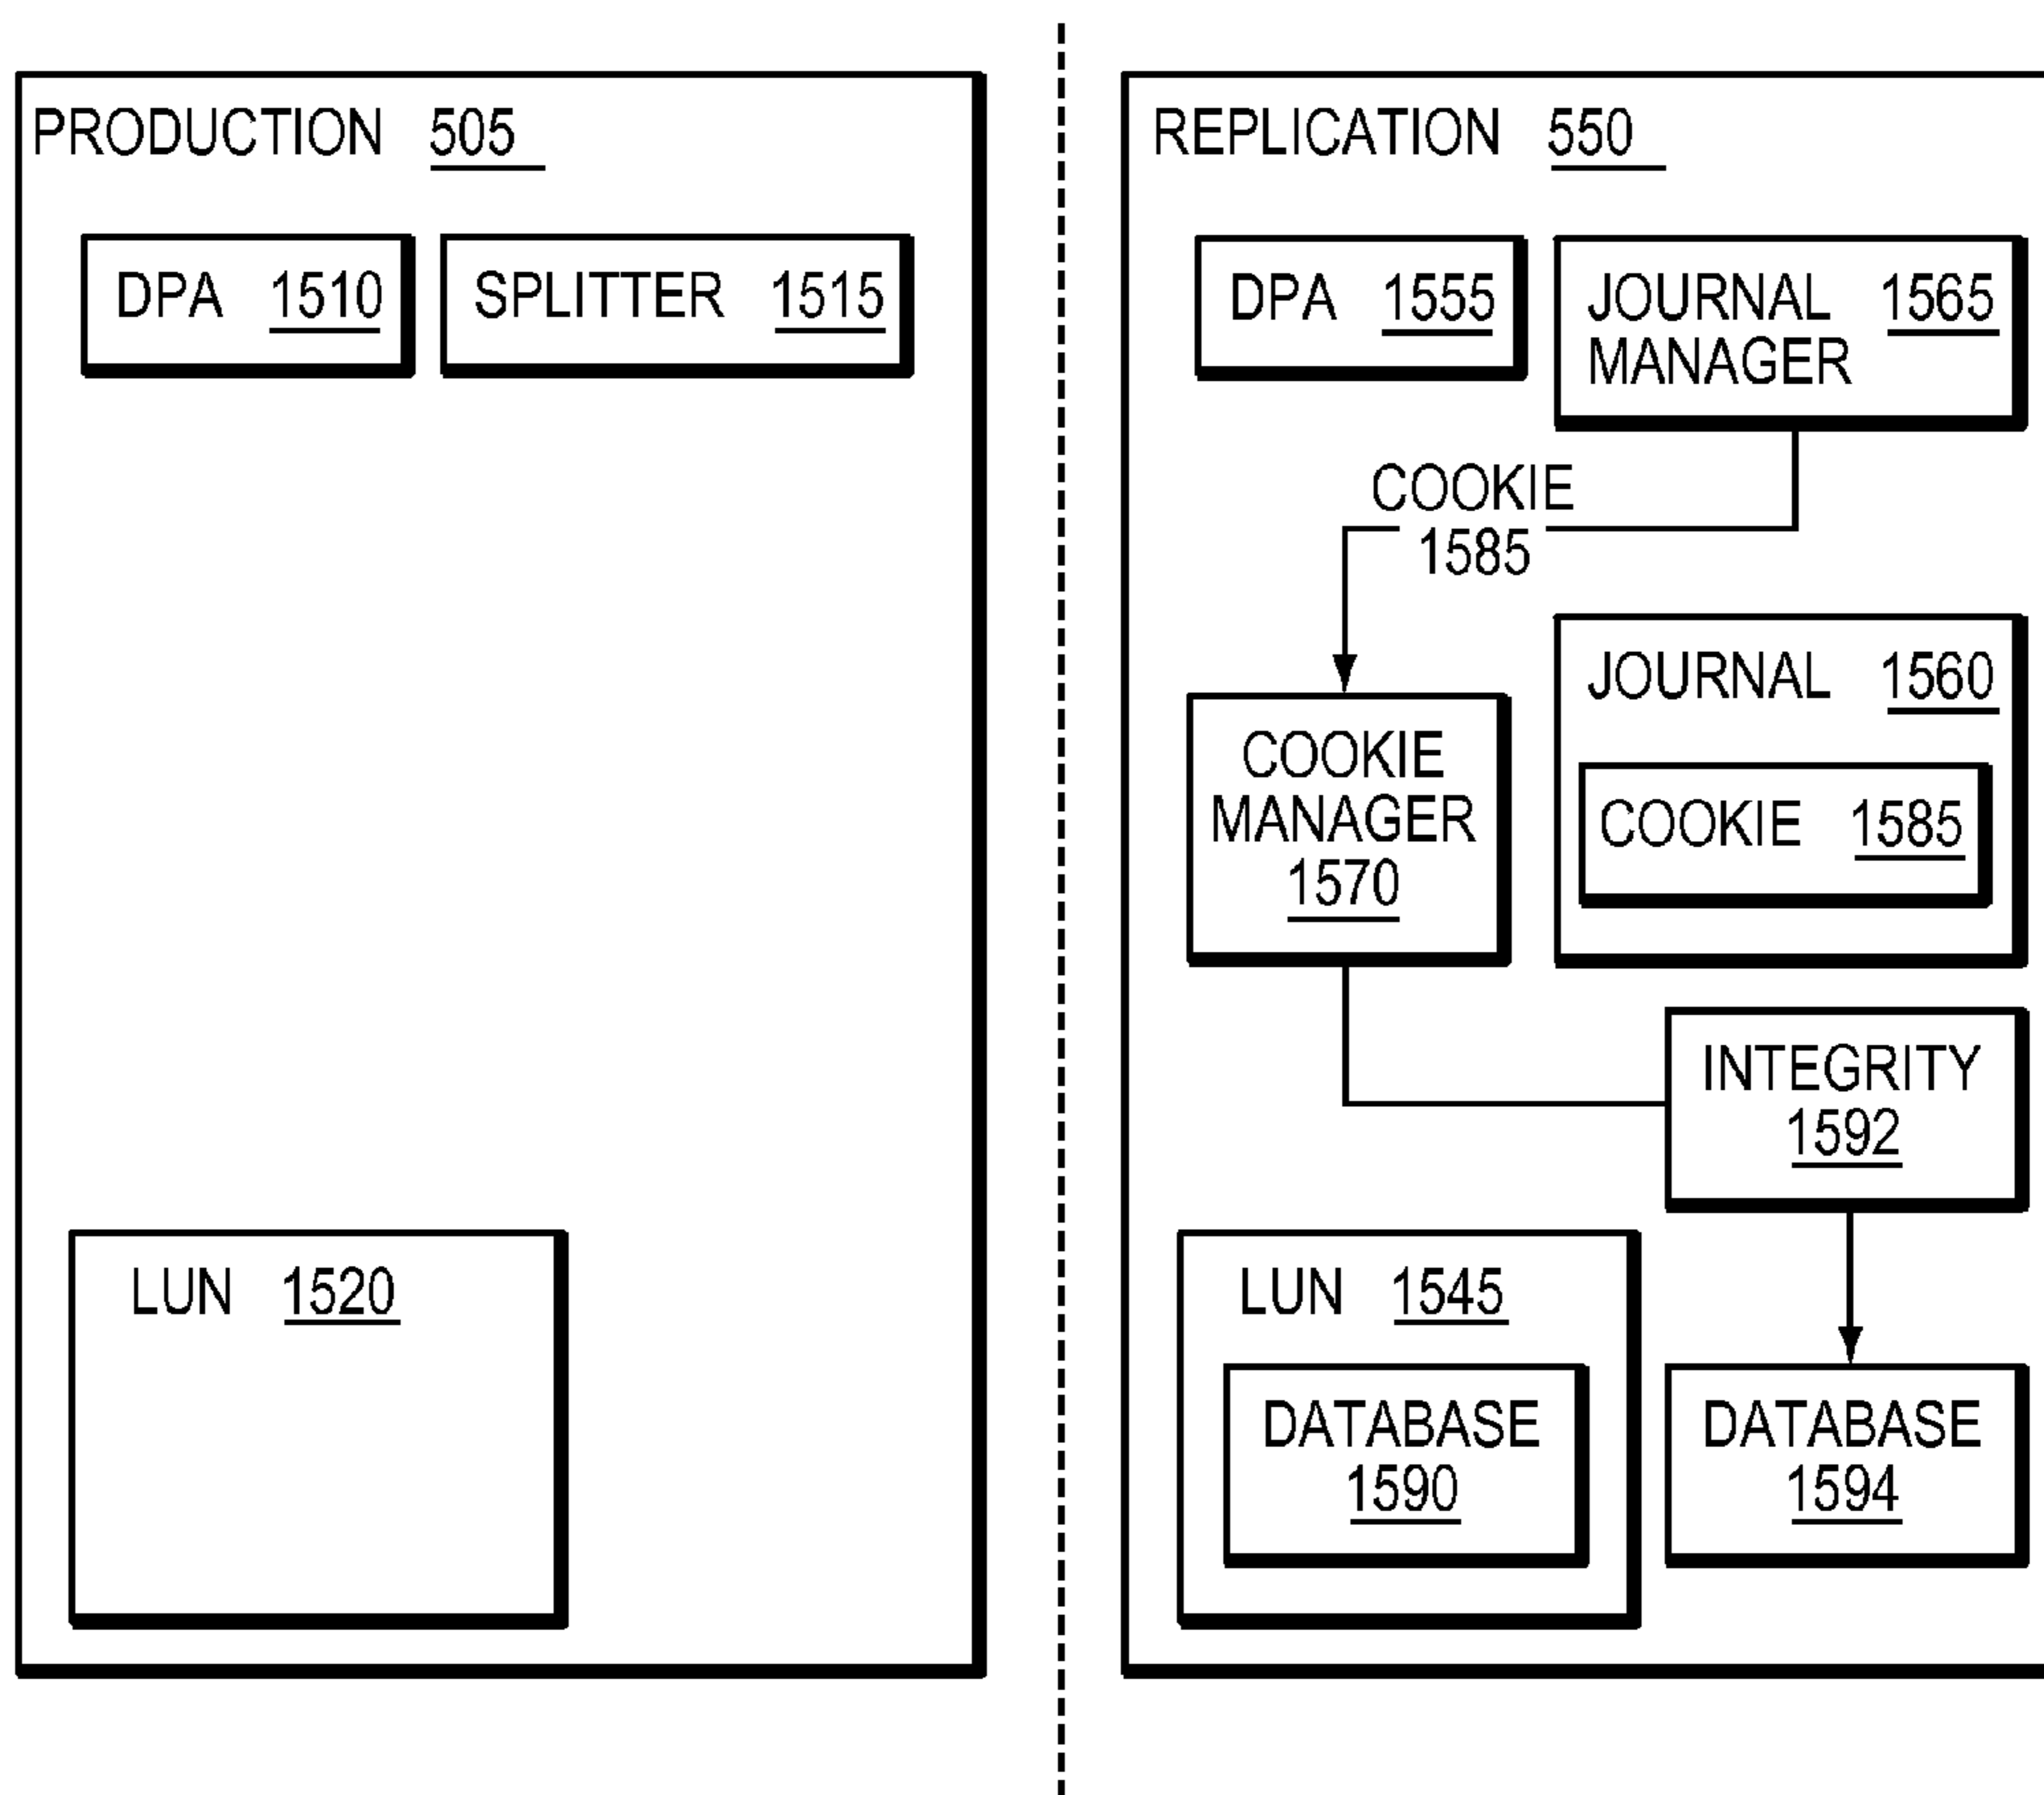 PRODUCTION 505
DPA 1510
SPLITTER 1515
LUN 1520
REPLICATION 550
DPA 1555
JOURNAL 1565
MANAGER
COOKIE
1585
COOKIE
MANAGER
1570
JOURNAL 1560
COOKIE 1585
INTEGRITY
1592
LUN 1545
DATABASE
1590
DATABASE
1594